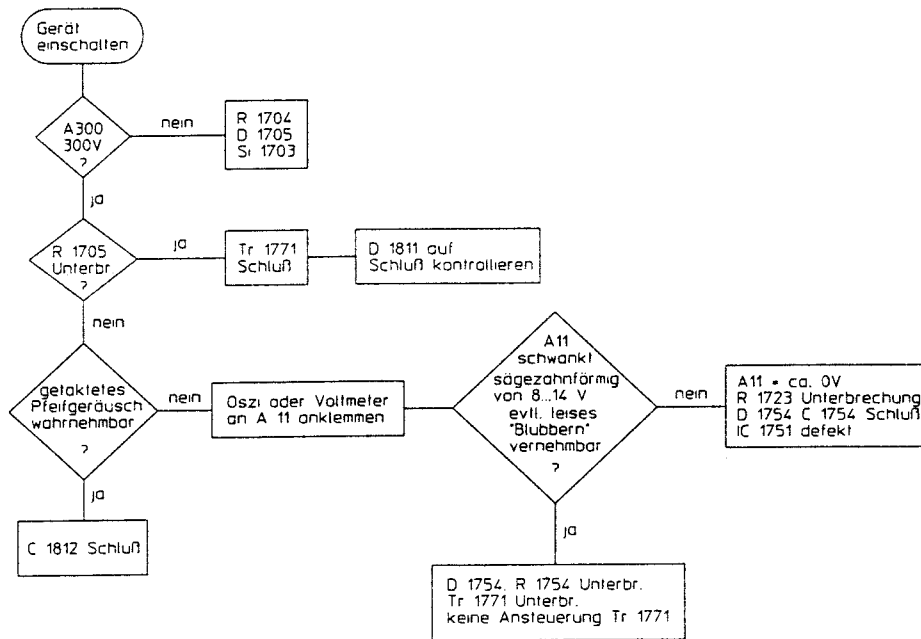 Gerät
einschalten
A300
300V
?
nein
R 1704
D 1705
Si 1703
ja
R 1705
Unterbr.
?
ja
Tr 1771
Schluß
D 1811 auf
Schluß kontrollieren
nein
getaktetes
Pfeifgeräusch
wahrnehmbar
?
nein
Oszi oder Voltmeter
an A 11 anklemmen
A11
schwankt
sägezahnförmig
von 8...14 V
evtl. leises
"Blubbern"
vernehmbar
?
nein
A11 = ca. 0V
R 1723 Unterbrechung
D 1754 C 1754 Schluß
IC 1751 defekt
ja
C 1812 Schluß
ja
D 1754, R 1754 Unterbr.
Tr 1771 Unterbr.
keine Ansteuerung Tr 1771